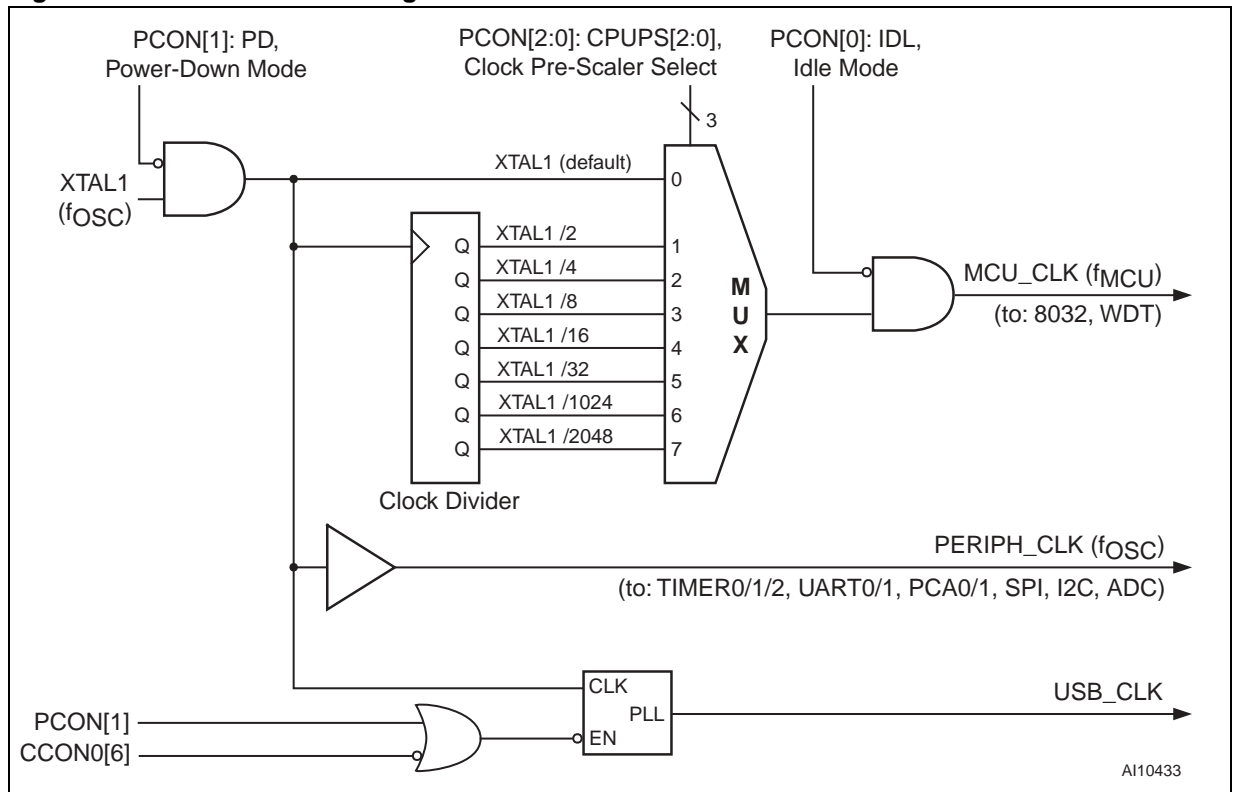 PCON[1]: PD,
Power-Down Mode
PCON[2:0]: CPUPS[2:0],
Clock Pre-Scaler Select
PCON[0]: IDL,
Idle Mode
3
XTAL1
(fOSC)
XTAL1 (default)
0
Q XTAL1 /2 1
Q XTAL1 /4 2
Q XTAL1 /8 3
Q XTAL1 /16 4
Q XTAL1 /32 5
Q XTAL1 /1024 6
Q XTAL1 /2048 7
M
U
X
Clock Divider
MCU_CLK (fMCU)
(to: 8032, WDT)
PERIPH_CLK (fOSC)
(to: TIMER0/1/2, UART0/1, PCA0/1, SPI, I2C, ADC)
CLK
PLL
EN
USB_CLK
PCON[1]
CCON0[6]
AI10433